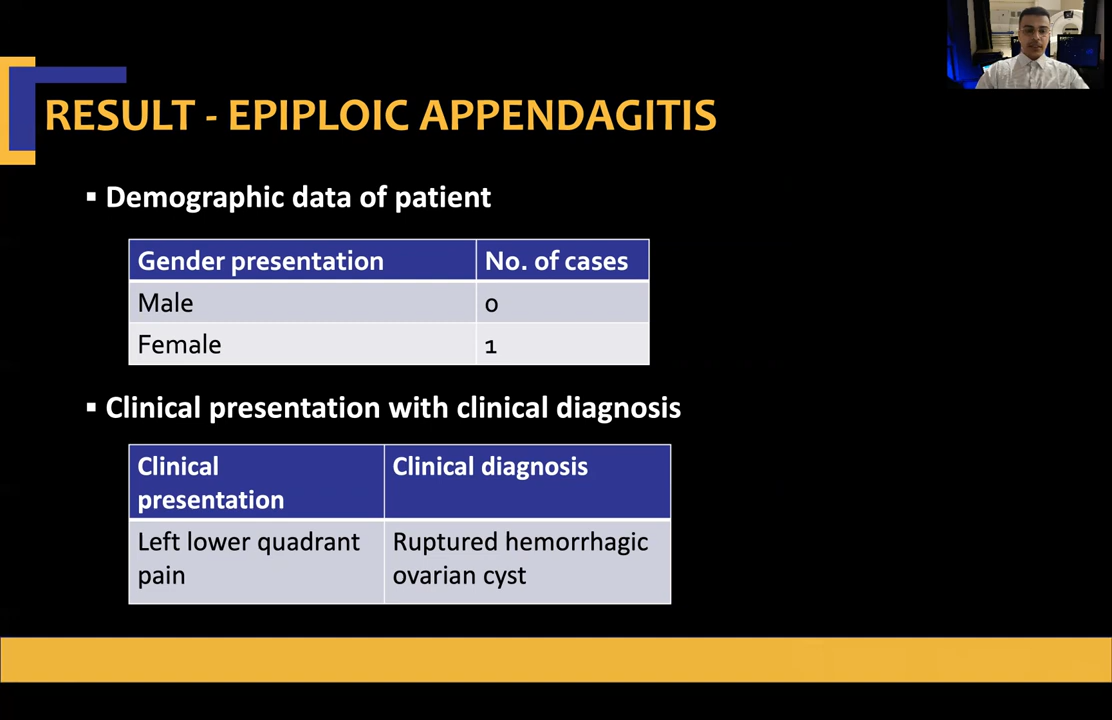 RESULT - EPIPLOIC APPENDAGITIS
▪ Demographic data of patient
Gender presentation No. of cases
Male 0
Female 1
▪ Clinical presentation with clinical diagnosis
Clinical presentation Clinical diagnosis
Left lower quadrant pain Ruptured hemorrhagic ovarian cyst